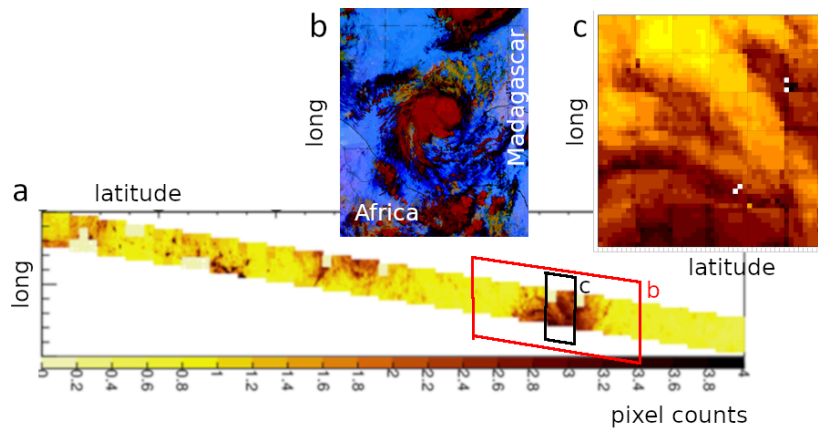 b
Madagascar
long
Africa
c
long
latitude
a
latitude
long
c
b
0 0.2 0.4 0.6 0.8 1 1.2 1.4 1.6 1.8 2 2.2 2.4 2.6 2.8 3 3.2 3.4 3.6 3.8 4
pixel counts